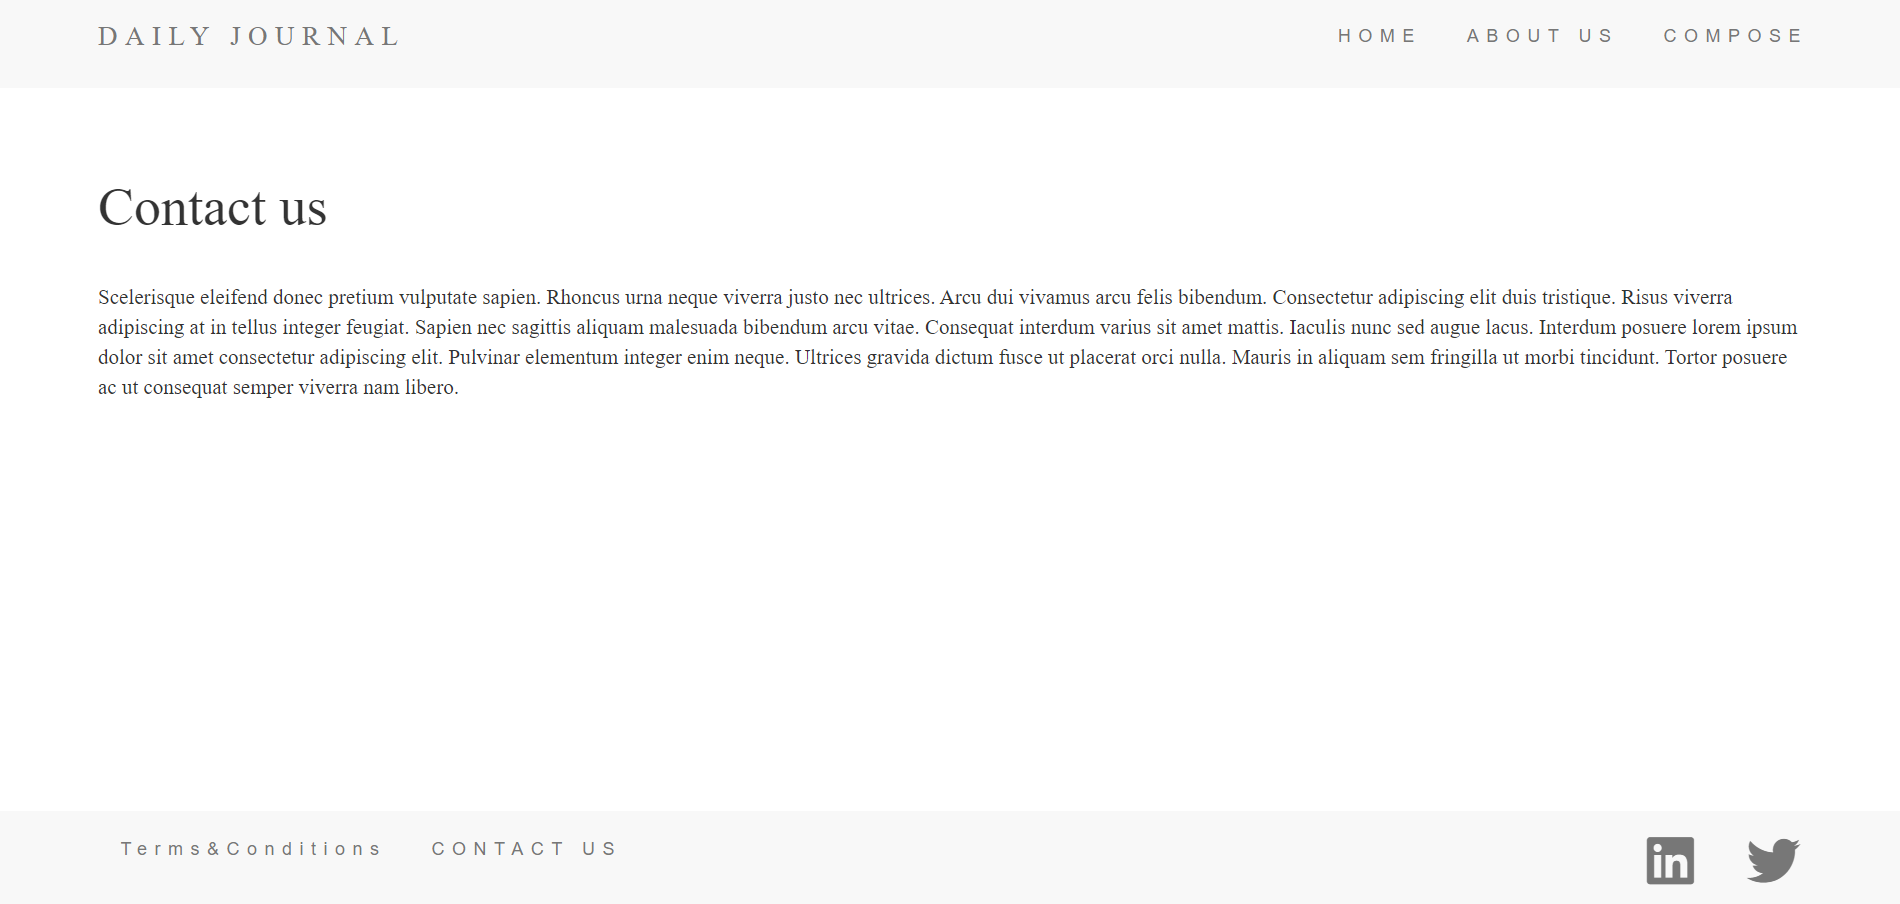 DAILY JOURNAL
HOME ABOUT US COMPOSE
Contact us
Scelerisque eleifend donec pretium vulputate sapien. Rhoncus urna neque viverra justo nec ultrices. Arcu dui vivamus arcu felis bibendum. Consectetur adipiscing elit duis tristique. Risus viverra
adipiscing at in tellus integer feugiat. Sapien nec sagittis aliquam malesuada bibendum arcu vitae. Consequat interdum varius sit amet mattis. Iaculis nunc sed augue lacus. Interdum posuere lorem ipsum
dolor sit amet consectetur adipiscing elit. Pulvinar elementum integer enim neque. Ultrices gravida dictum fusce ut placerat orci nulla. Mauris in aliquam sem fringilla ut morbi tincidunt. Tortor posuere
ac ut consequat semper viverra nam libero.
Terms&Conditions CONTACT US
in